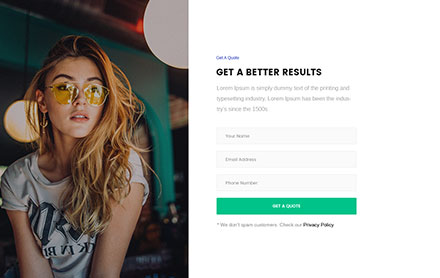 Get A Quote
GET A BETTER RESULTS
Lorem Ipsum is simply dummy text of the printing and
typesetting industry. Lorem Ipsum has been the indus-
try's since the 1500s.
Your Name
Email Address
Phone Number
GET A QUOTE
* We don't spam customers. Check our Privacy Policy